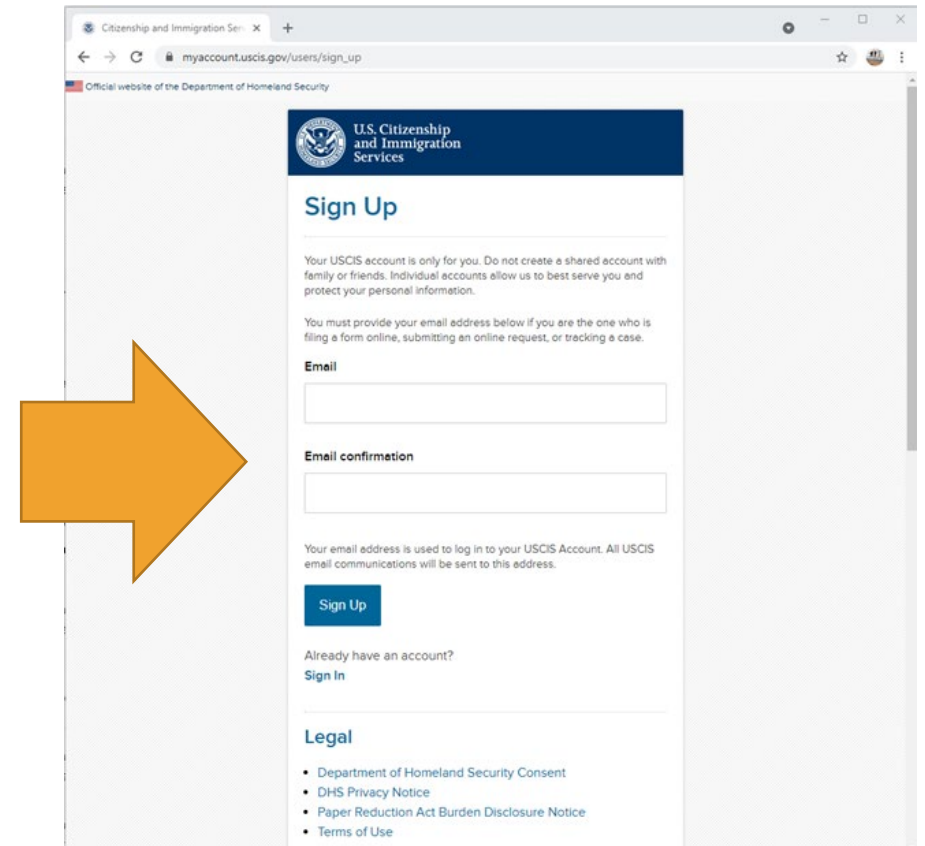 Citizenship and Immigration Ser
myaccount.uscis.gov/users/sign_up
Official website of the Department of Homeland Security
U.S. Citizenship
and Immigration
Services
Sign Up
Your USCIS account is only for you. Do not create a shared account with
family or friends. Individual accounts allow us to best serve you and
protect your personal information.
You must provide your email address below if you are the one who is
filing a form online, submitting an online request, or tracking a case.
Email
Email confirmation
Your email address is used to log in to your USCIS Account. All USCIS
email communications will be sent to this address.
Sign Up
Already have an account?
Sign In
Legal
• Department of Homeland Security Consent
• DHS Privacy Notice
• Paper Reduction Act Burden Disclosure Notice
• Terms of Use